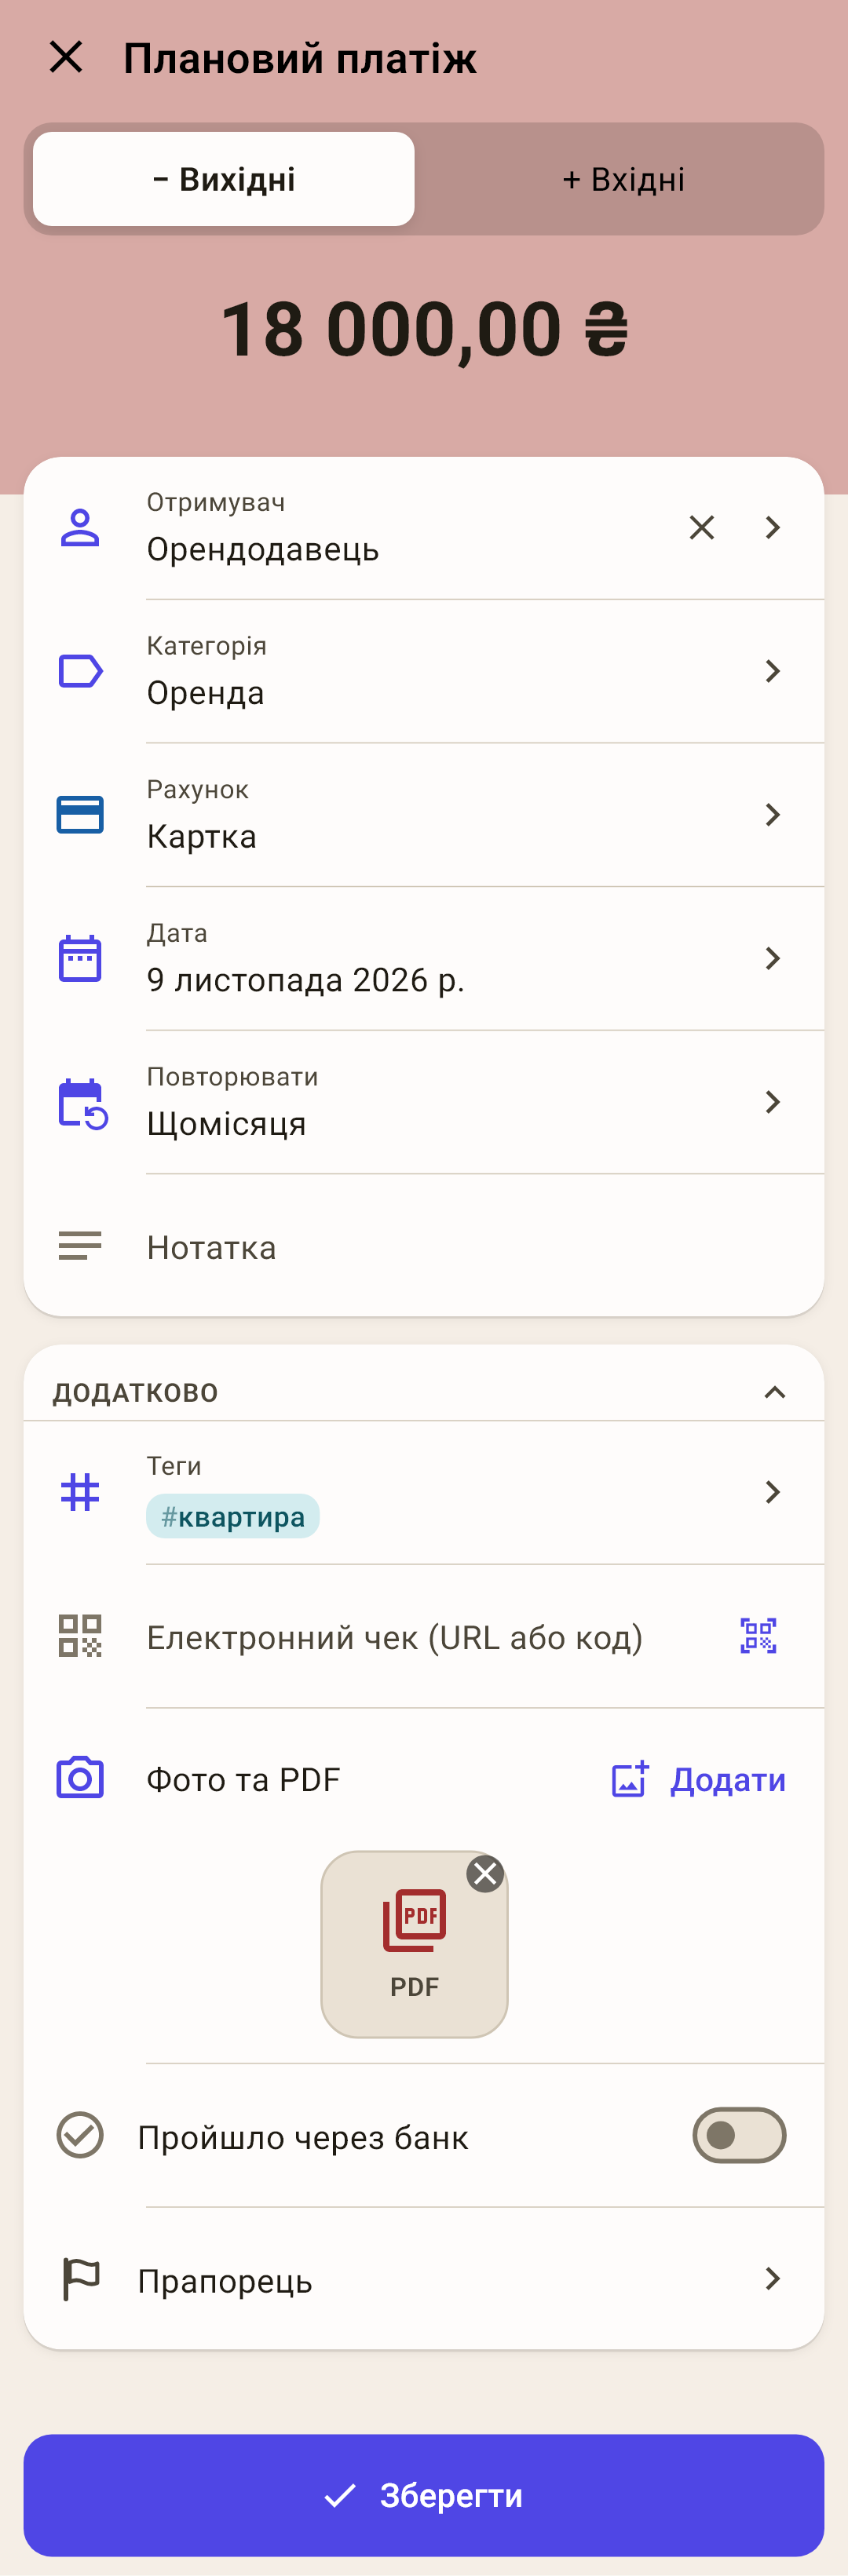 Плановий платіж
− Вихідні
+ Вхідні
18 000,00 ₴
Отримувач
Орендодавець
Категорія
Оренда
Рахунок
Картка
Дата
9 листопада 2026 р.
Повторювати
Щомісяця
Нотатка
ДОДАТКОВО
Теги
#квартира
Електронний чек (URL або код)
Фото та PDF
Додати
PDF
PDF
Пройшло через банк
Прапорець
Зберегти